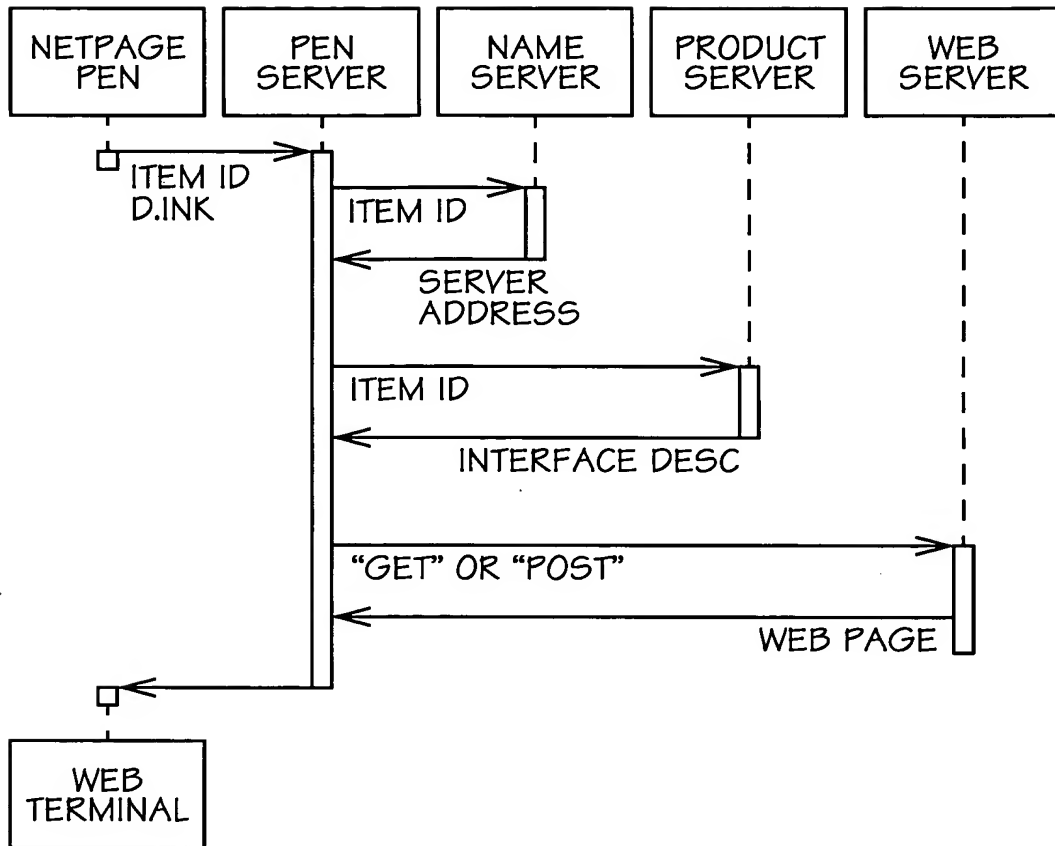 NETPAGE
PEN
PEN
SERVER
NAME
SERVER
PRODUCT
SERVER
WEB
SERVER
ITEM ID
D.INK
ITEM ID
SERVER
ADDRESS
ITEM ID
INTERFACE DESC
“GET” OR “POST”
WEB PAGE
WEB
TERMINAL